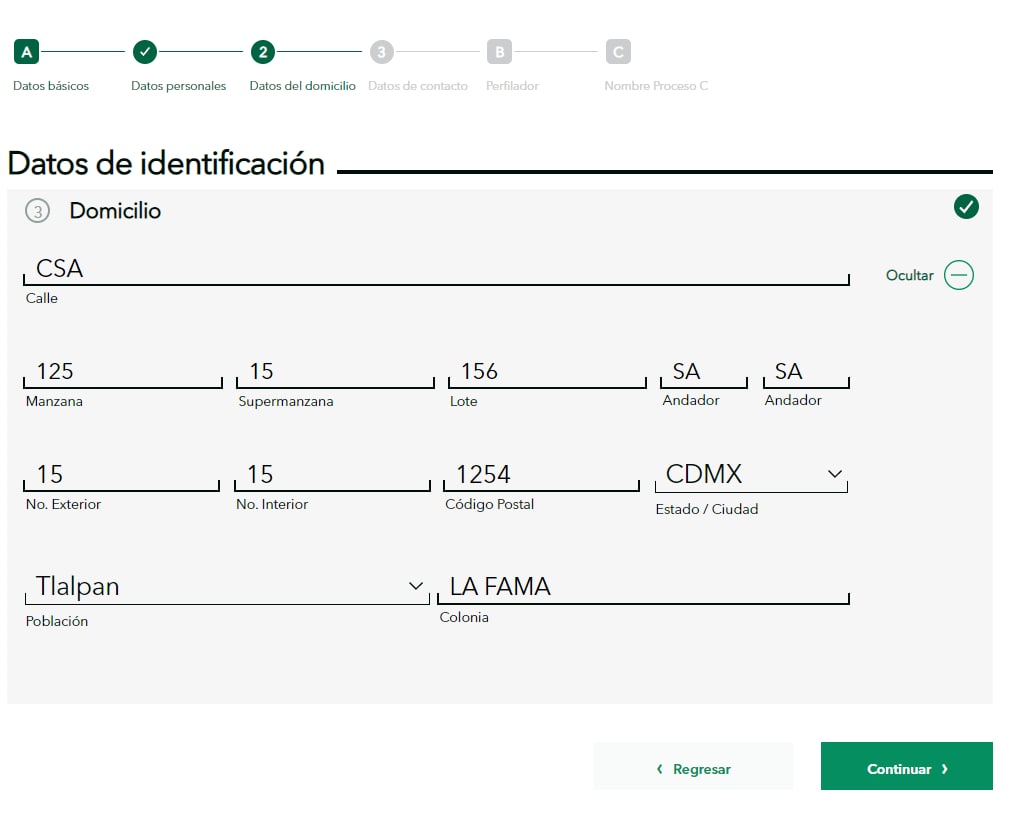 A 2 3 B C
Datos básicos Datos personales Datos del domicilio Datos de contacto Perfilador Nombre Proceso C
Datos de identificación
3 Domicilio
CSA
Ocultar
Calle
125 15 156 SA SA
Manzana Supermanzana Lote Andador Andador
15 15 1254 CDMX
No. Exterior No. Interior Código Postal Estado / Ciudad
Tlalpan LA FAMA
Población Colonia
‹ Regresar Continuar ›